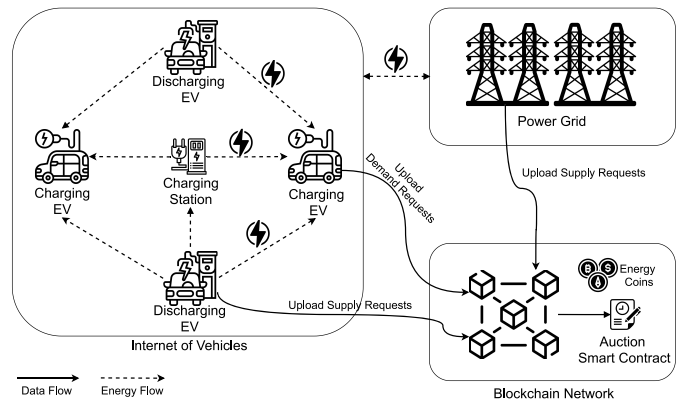 Discharging
EV
Charging
EV
Charging
Station
Charging
EV
Discharging
EV
Internet of Vehicles
Power Grid
Upload Supply Requests
Upload
Demand Requests
Upload Supply Requests
Energy
Coins
Auction
Smart Contract
Blockchain Network
Data Flow
Energy Flow